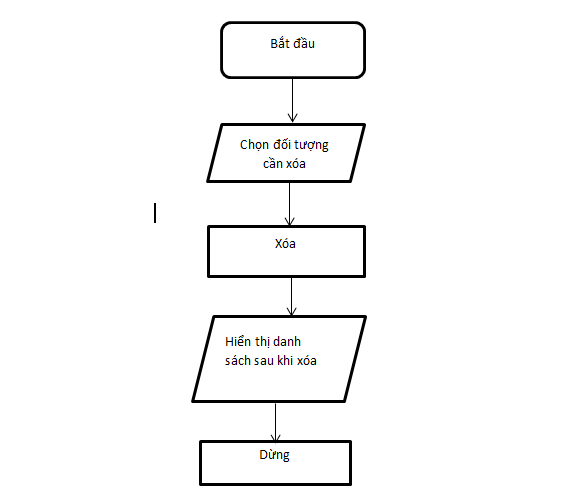 Bắt đầu
Chọn đối tượng
cần xóa
Xóa
Hiển thị danh
sách sau khi xóa
Dừng